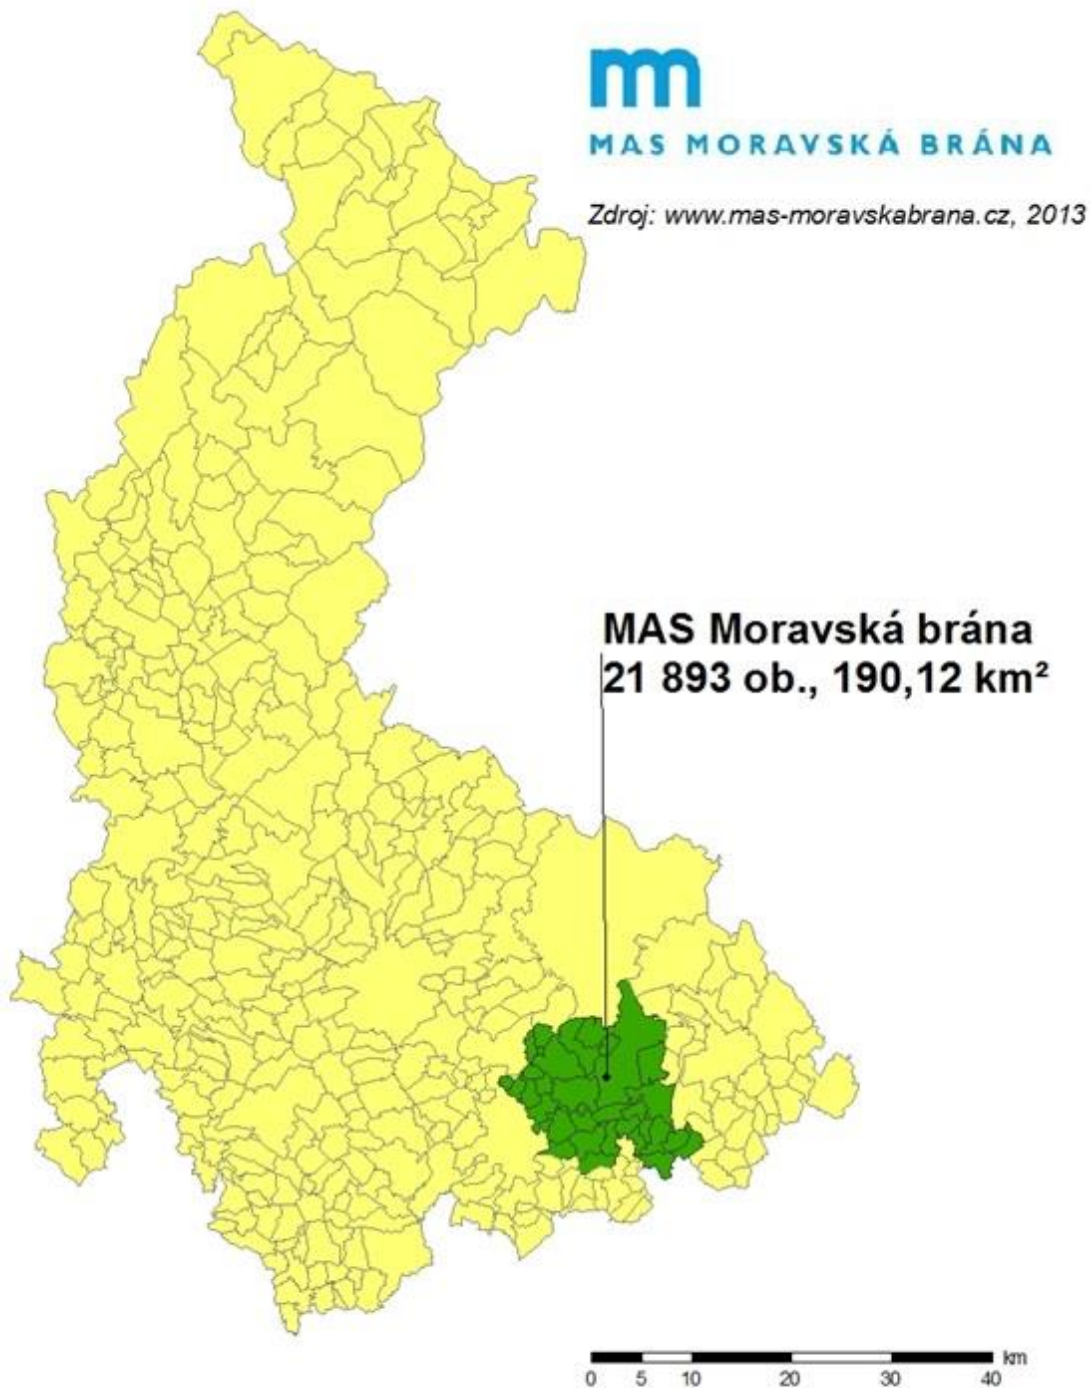 m
MAS MORAVSKÁ BRÁNA
Zdroj: www.mas-moravskabrana.cz, 2013
MAS Moravská brána
21 893 ob., 190,12 km²
km
0 5 10 20 30 40